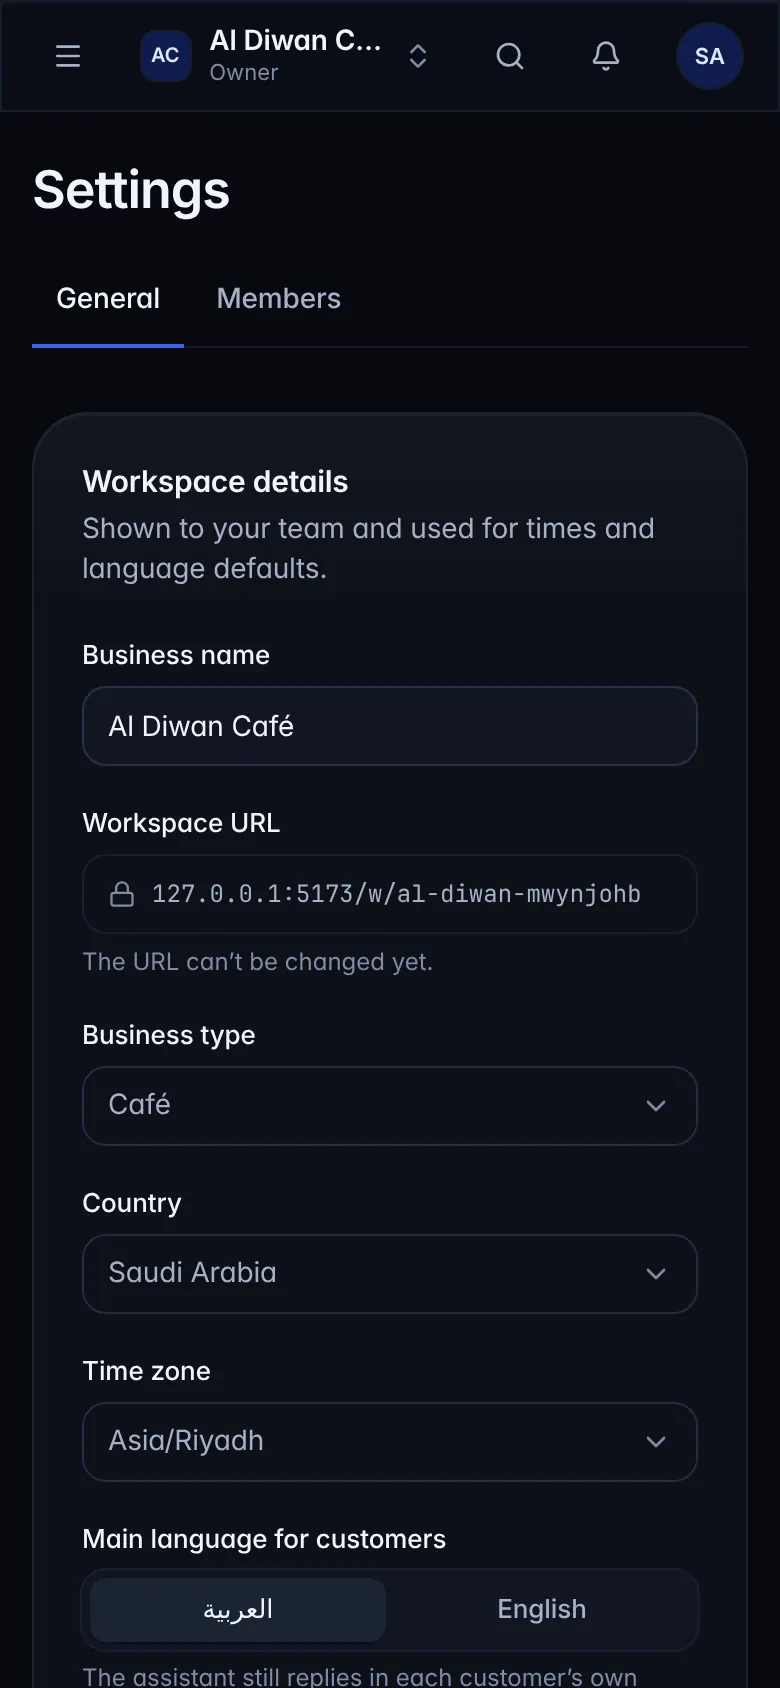 AC
Al Diwan C...
Owner
SA
Settings
General
Members
Workspace details
Shown to your team and used for times and
language defaults.
Business name
Al Diwan Café
Workspace URL
127.0.0.1:5173/w/al-diwan-mwynjohb
The URL can’t be changed yet.
Business type
Café
Country
Saudi Arabia
Time zone
Asia/Riyadh
Main language for customers
العربية
English
The assistant still replies in each customer’s own